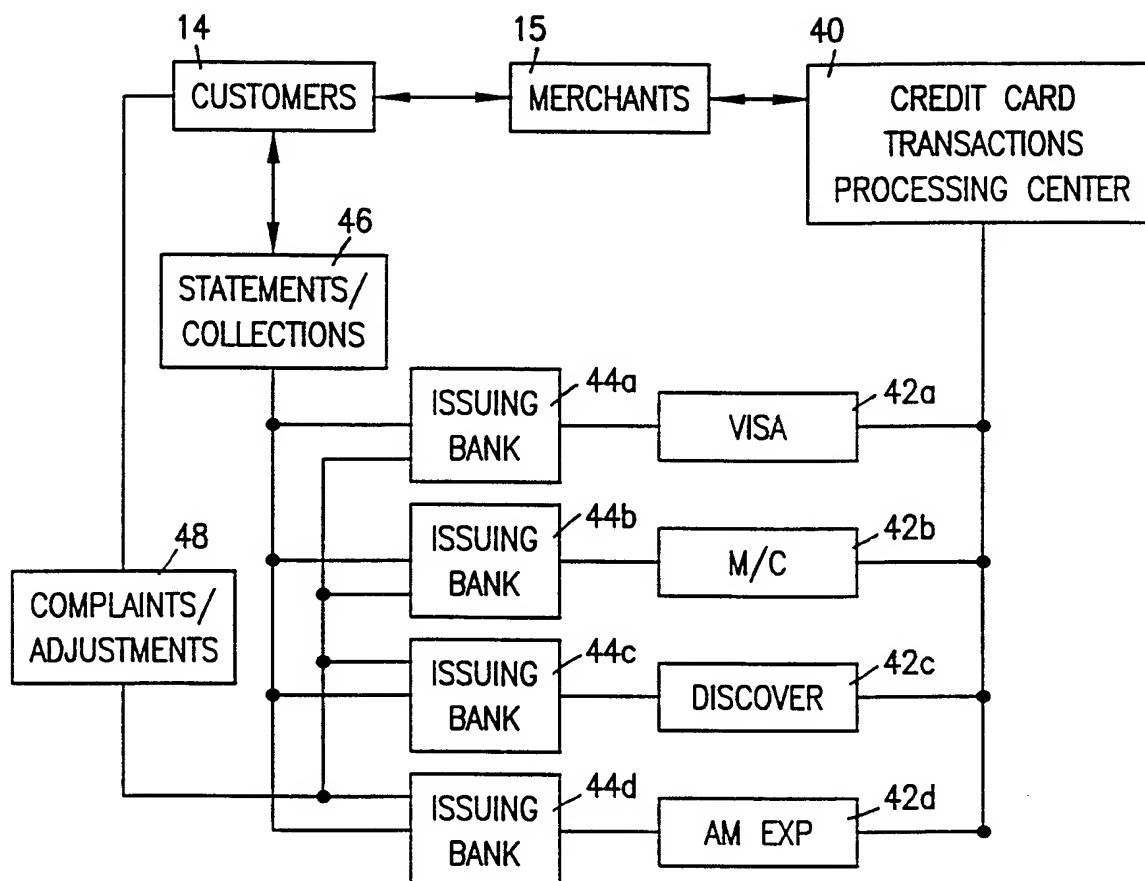 14
15
40
CUSTOMERS
MERCHANTS
CREDIT CARD
TRANSACTIONS
PROCESSING CENTER
46
STATEMENTS/
COLLECTIONS
44a
42a
ISSUING
BANK
VISA
44b
42b
ISSUING
BANK
M/C
48
COMPLAINTS/
ADJUSTMENTS
44c
42c
ISSUING
BANK
DISCOVER
44d
42d
ISSUING
BANK
AM EXP